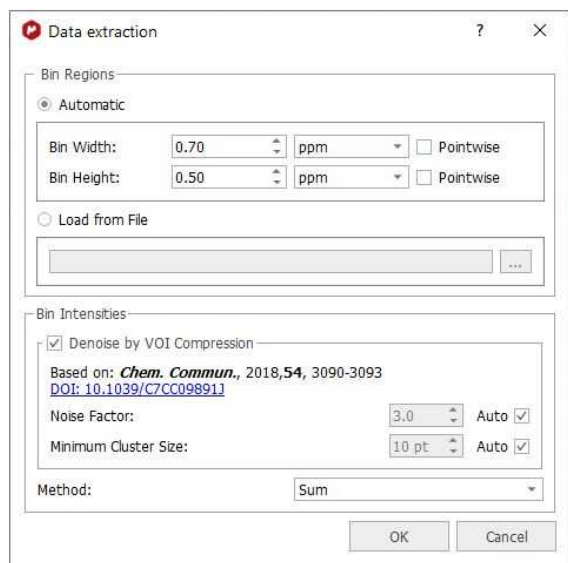 Data extraction ?
Bin Regions
Automatic
Bin Width: 0.70 ppm Pointwise
Bin Height: 0.50 ppm Pointwise
Load from File
...
Bin Intensities
Denoise by VOI Compression
Based on: Chem. Commun., 2018,54, 3090-3093
DOI: 10.1039/C7CC09891J
Noise Factor: 3.0 Auto
Minimum Cluster Size: 10 pt Auto
Method: Sum
OK Cancel